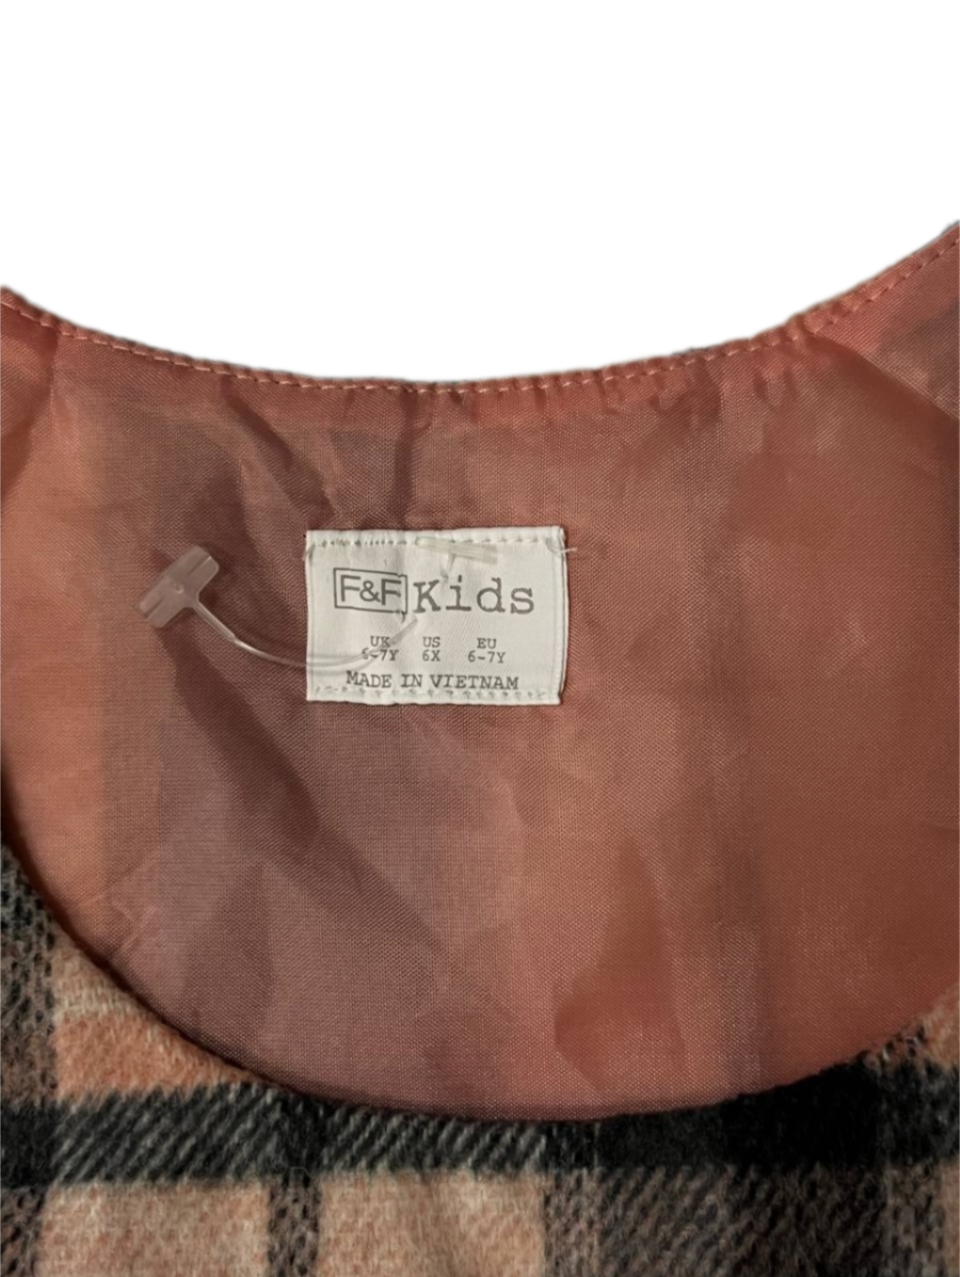 F&F Kids
UK US EU
6-7Y 6X 6-7Y
MADE IN VIETNAM